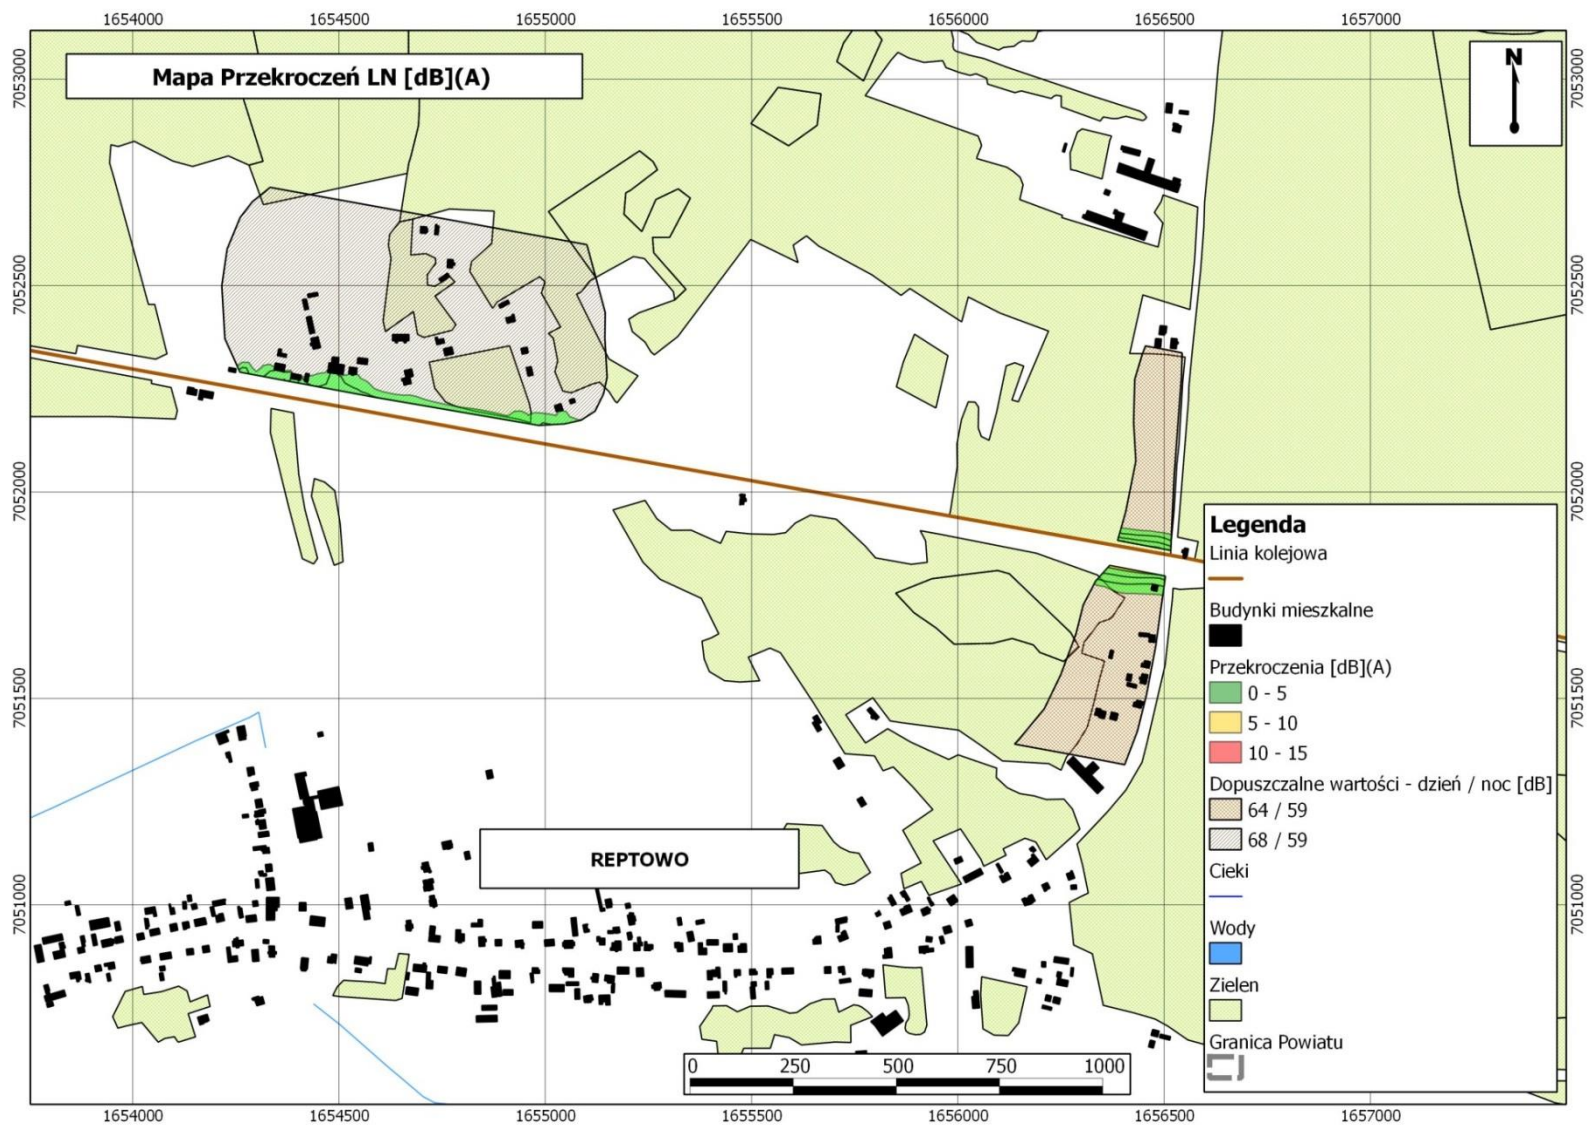 1654000 1654500 1655000 1655500 1656000 1656500 1657000
Mapa Przekroczeń LN [dB](A)
N
7053000 7053000
7052500 7052500
7052000 7052000
7051500 7051500
7051000 7051000
REPTOWO
Legenda
Linia kolejowa
Budynki mieszkalne
Przekroczenia [dB](A)
0 - 5
5 - 10
10 - 15
Dopuszczalne wartości - dzień / noc [dB]
64 / 59
68 / 59
Cieki
Wody
Zielen
Granica Powiatu
0 250 500 750 1000
1654000 1654500 1655000 1655500 1656000 1656500 1657000